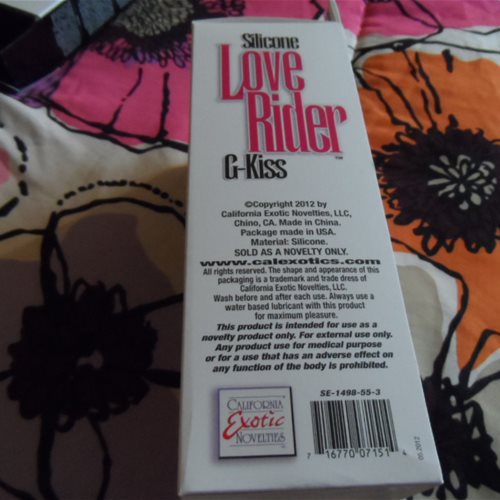 Silicone
Love
Rider™
G-Kiss
©Copyright 2012 by
California Exotic Novelties, LLC,
Chino, CA. Made in China.
Package made in USA.
Material: Silicone.
SOLD AS A NOVELTY ONLY.
www.calexotics.com
All rights reserved. The shape and appearance of this
packaging is a trademark and trade dress of
California Exotic Novelties, LLC.
Wash before and after each use. Always use a
water based lubricant with this product
for maximum pleasure.
This product is intended for use as a
novelty product only. For external use only.
Any product use for medical purpose
or for a use that has an adverse effect on
any function of the body is prohibited.
SE-1498-55-3
CALIFORNIA
Exotic
NOVELTIES
7 16770 07151 4
05.2012